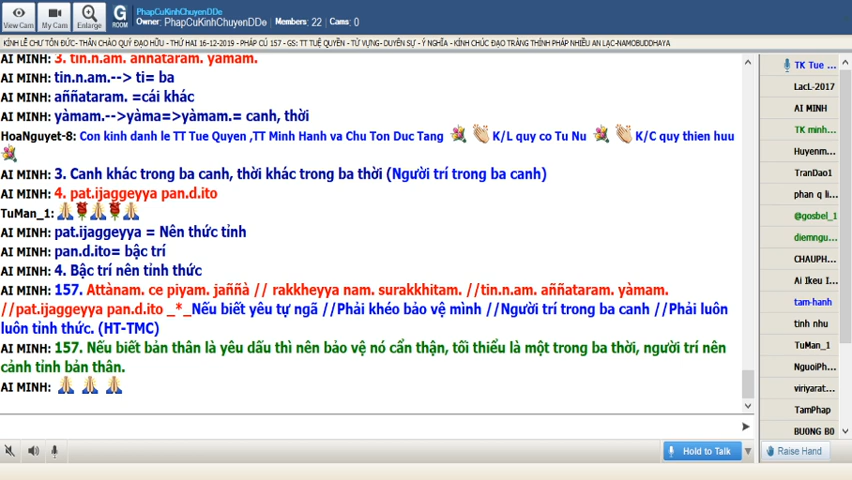 View Cam
My Cam
Enlarge
G
ROOM
PhapCuKinhChuyenDDe
Owner: PhapCuKinhChuyenDDe Members: 22 Cams: 0
KÍNH LỄ CHƯ TÔN ĐỨC- THÂN CHÀO QUÝ ĐẠO HỮU - THỨ HAI 16-12-2019 - PHÁP CÚ 157 - GS: TT TUỆ QUYỀN - TỪ VỰNG- DUYÊN SỰ - Ý NGHĨA - KÍNH CHÚC ĐẠO TRÀNG THÍNH PHÁP NHIỀU AN LẠC-NAMOBUDDHAYA
AI MINH: 3. tin.n.am. annataram. yamam.
AI MINH: tin.n.am.--> ti= ba
AI MINH: aññataram. =cái khác
AI MINH: yàmam.-->yàma=>yàmam.= canh, thời
HoaNguyet-8: Con kinh danh le TT Tue Quyen ,TT Minh Hanh va Chu Ton Duc Tang K/L quy co Tu Nu K/C quy thien huu
AI MINH: 3. Canh khác trong ba canh, thời khác trong ba thời (Người trí trong ba canh)
AI MINH: 4. pat.ijaggeyya pan.d.ito
TuMan_1:
AI MINH: pat.ijaggeyya = Nên thức tỉnh
AI MINH: pan.d.ito= bậc trí
AI MINH: 4. Bậc trí nên tỉnh thức
AI MINH: 157. Attànam. ce piyam. jaññà // rakkheyya nam. surakkhitam. //tin.n.am. aññataram. yàmam.
//pat.ijaggeyya pan.d.ito _*_Nếu biết yêu tự ngã //Phải khéo bảo vệ mình //Người trí trong ba canh //Phải luôn
luôn tỉnh thức. (HT-TMC)
AI MINH: 157. Nếu biết bản thân là yêu dấu thì nên bảo vệ nó cẩn thận, tối thiểu là một trong ba thời, người trí nên
cảnh tỉnh bản thân.
AI MINH:
Hold to Talk
Raise Hand
TK Tue ...
LacL-2017
AI MINH
TK minh...
Huyenm...
TranDao1
phan q li...
@gosbel_1
diemngu...
CHAUPH...
Ai Ikeu I...
tam-hanh
tinh nhu
TuMan_1
NguoiPh...
viriyarat...
TamPhap
BUONG BO